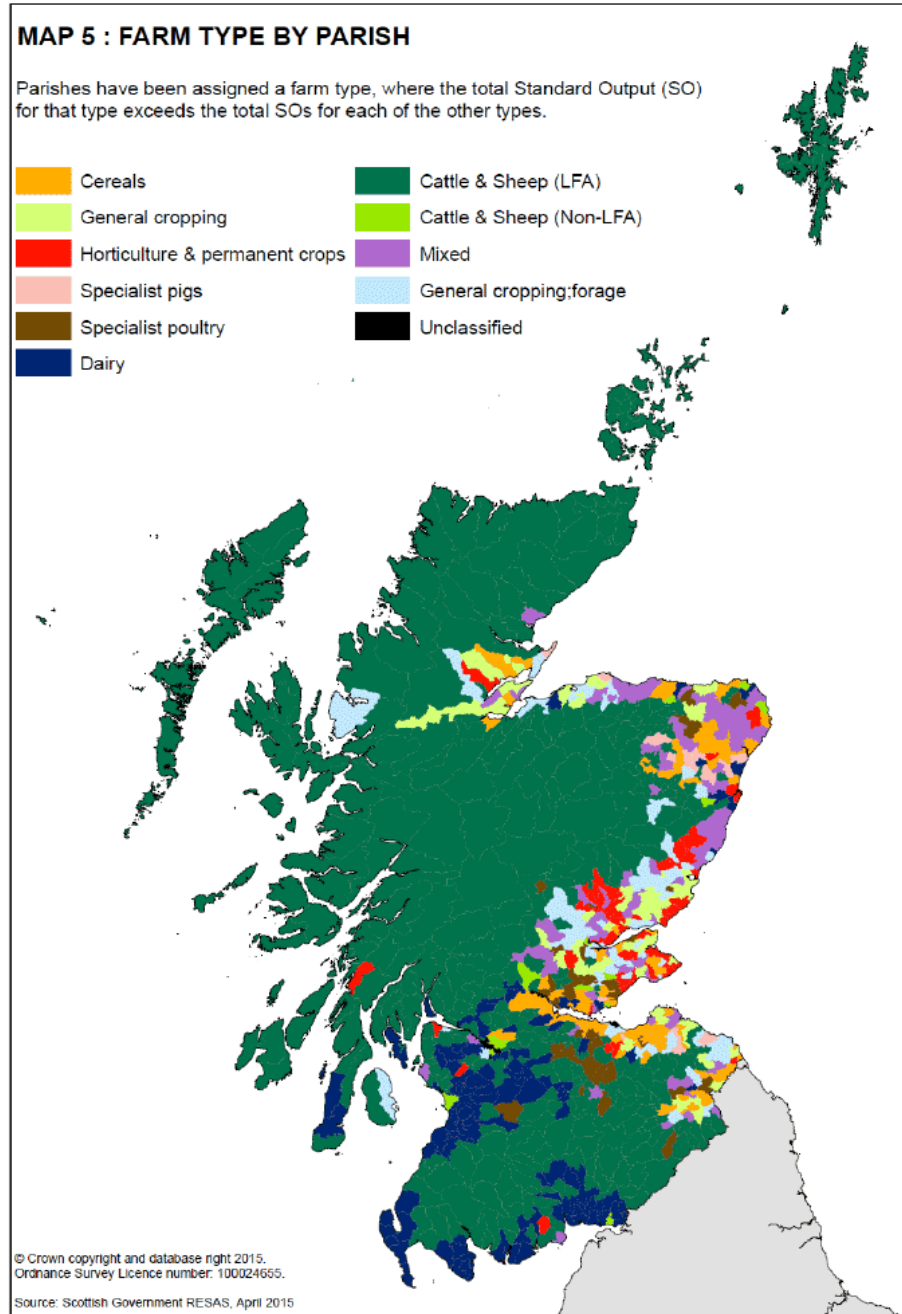 MAP 5 : FARM TYPE BY PARISH
Parishes have been assigned a farm type, where the total Standard Output (SO)
for that type exceeds the total SOs for each of the other types.
Cereals
General cropping
Horticulture & permanent crops
Specialist pigs
Specialist poultry
Dairy
Cattle & Sheep (LFA)
Cattle & Sheep (Non-LFA)
Mixed
General cropping;forage
Unclassified
© Crown copyright and database right 2015.
Ordnance Survey Licence number: 100024655.
Source: Scottish Government RESAS, April 2015